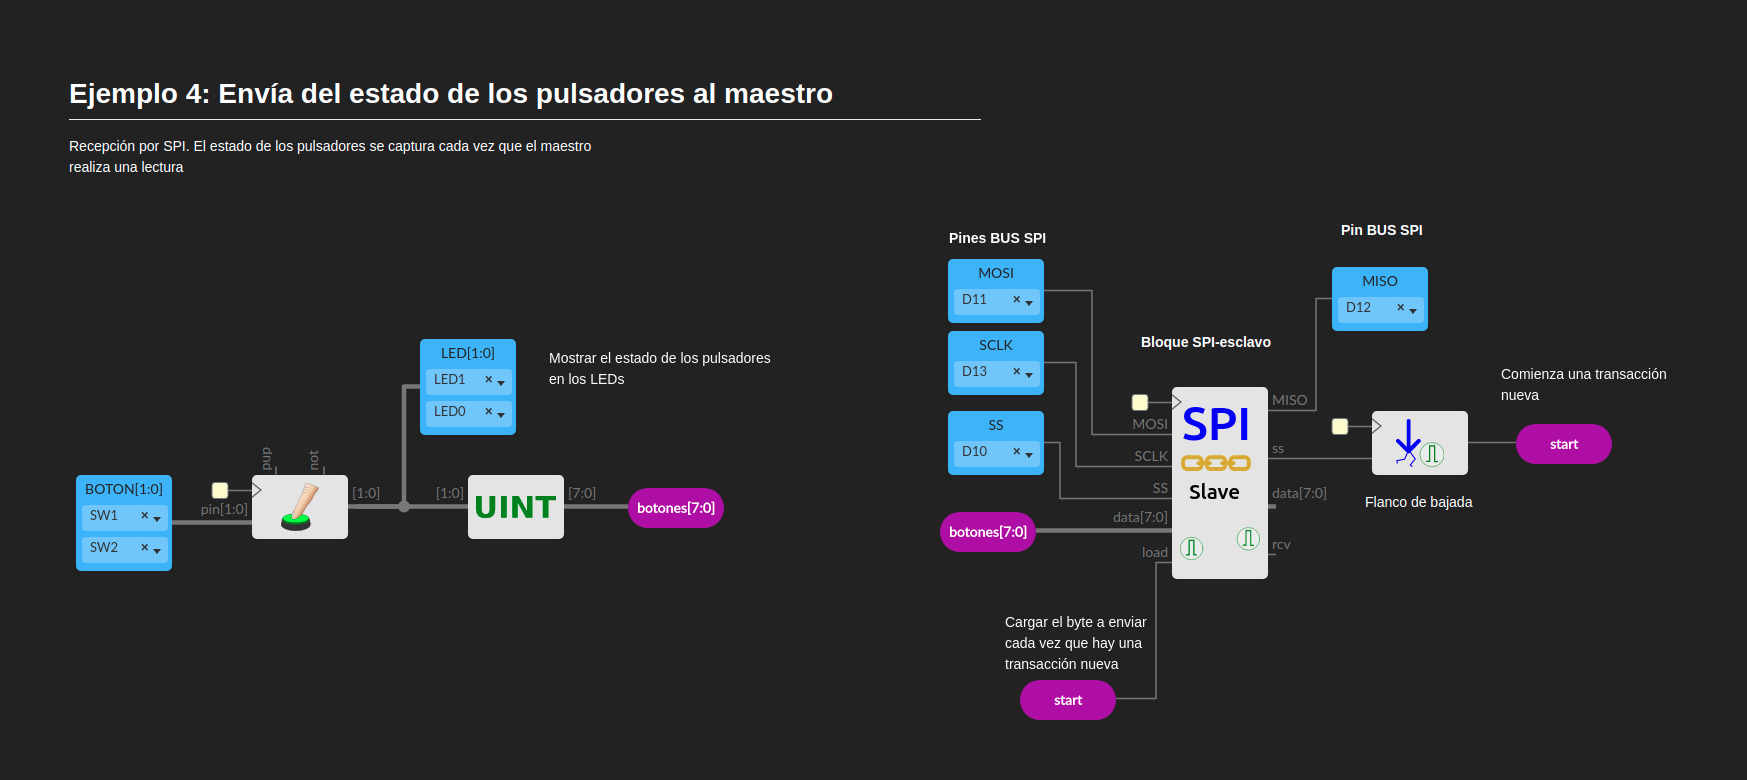 Ejemplo 4: Envía del estado de los pulsadores al maestro
Recepción por SPI. El estado de los pulsadores se captura cada vez que el maestro
realiza una lectura
BOTON[1:0]
SW1
SW2
pin[1:0]
pup
not
[1:0]
LED[1:0]
LED1
LED0
Mostrar el estado de los pulsadores
en los LEDs
[1:0]
UINT
[7:0]
botones[7:0]
Pines BUS SPI
MOSI
D11
SCLK
D13
SS
D10
botones[7:0]
Bloque SPI-esclavo
MOSI
SCLK
SS
data[7:0]
load
SPI
Slave
MISO
ss
data[7:0]
rcv
Pin BUS SPI
MISO
D12
Comienza una transacción
nueva
start
Flanco de bajada
Cargar el byte a enviar
cada vez que hay una
transacción nueva
start